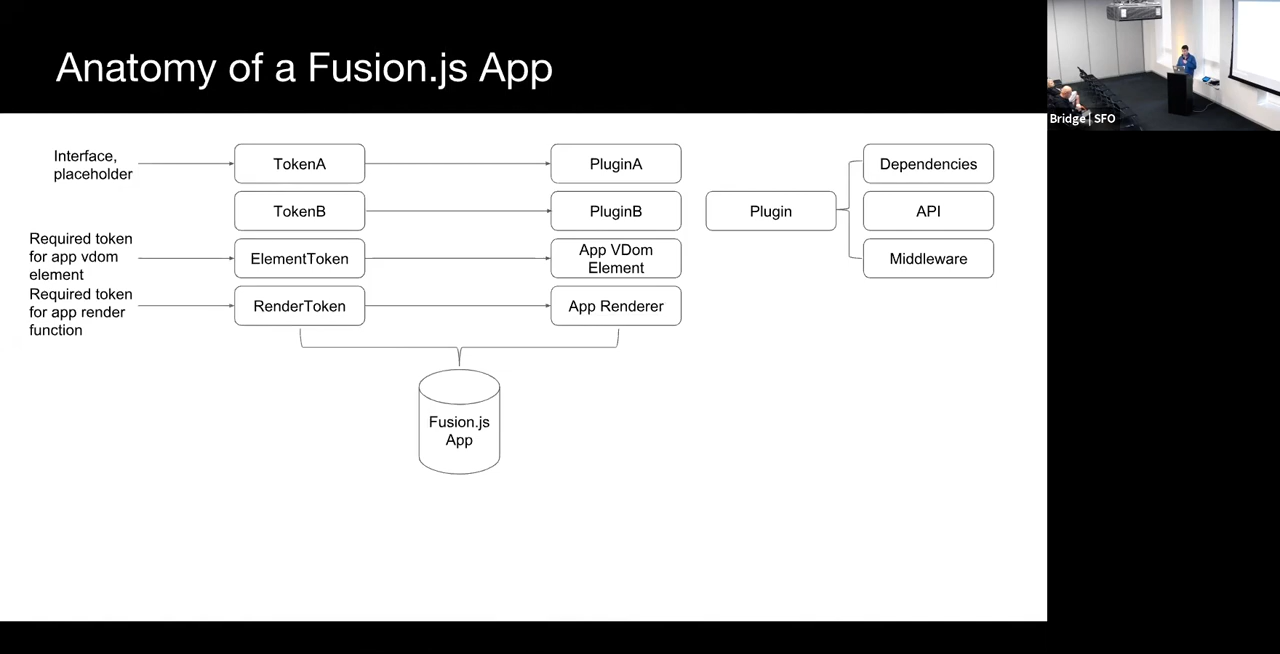 Anatomy of a Fusion.js App
Bridge | SFO
Interface,
placeholder
TokenA
PluginA
TokenB
PluginB
Required token
for app vdom
element
ElementToken
App VDom
Element
Required token
for app render
function
RenderToken
App Renderer
Plugin
Dependencies
API
Middleware
Fusion.js
App